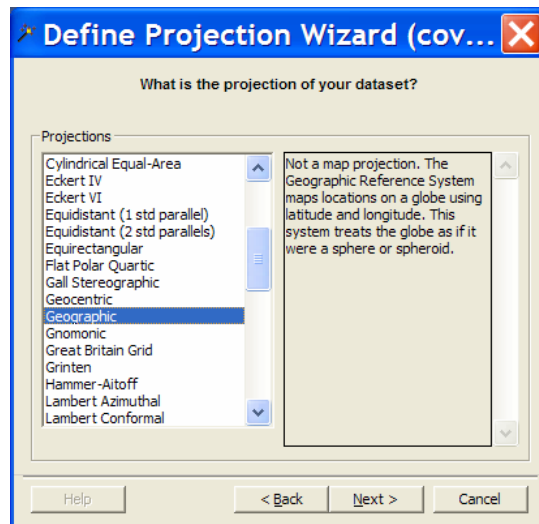 Define Projection Wizard (cov...
What is the projection of your dataset?
Projections
Cylindrical Equal-Area
Eckert IV
Eckert VI
Equidistant (1 std parallel)
Equidistant (2 std parallels)
Equirectangular
Flat Polar Quartic
Gall Stereographic
Geocentric
Geographic
Gnomonic
Great Britain Grid
Grinten
Hammer-Aitoff
Lambert Azimuthal
Lambert Conformal
Not a map projection. The
Geographic Reference System
maps locations on a globe using
latitude and longitude. This
system treats the globe as if it
were a sphere or spheroid.
Help
< Back
Next >
Cancel